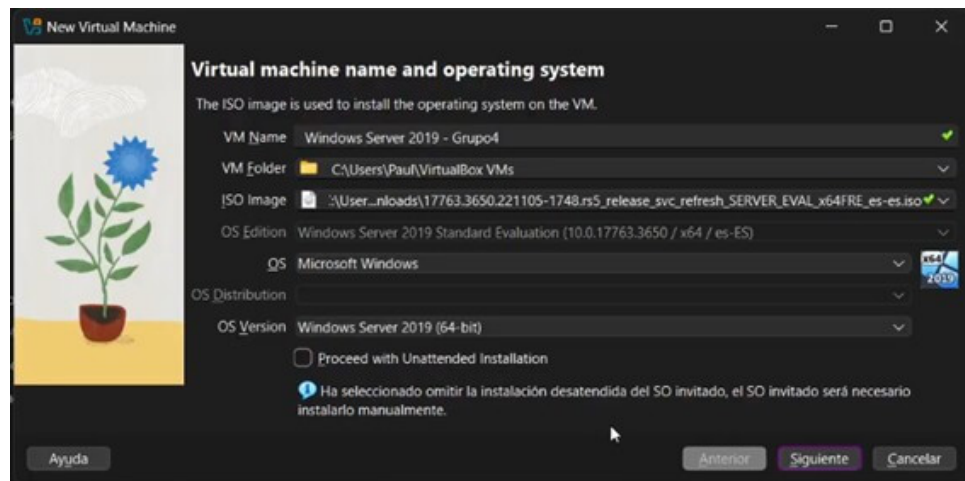 New Virtual Machine
Virtual machine name and operating system
The ISO image is used to install the operating system on the VM.
VM Name Windows Server 2019 - Grupo4
VM Folder C:\Users\Paul\VirtualBox VMs
ISO Image :\User...nloads\17763.3650.221105-1748.rs5_release_svc_refresh_SERVER_EVAL_x64FRE_es-es.iso
OS Edition Windows Server 2019 Standard Evaluation (10.0.17763.3650 / x64 / es-ES)
OS Microsoft Windows
x64
2019
OS Distribution
OS Version Windows Server 2019 (64-bit)
Proceed with Unattended Installation
Ha seleccionado omitir la instalación desatendida del SO invitado, el SO invitado será necesario
instalarlo manualmente.
Ayuda Anterior Siguiente Cancelar